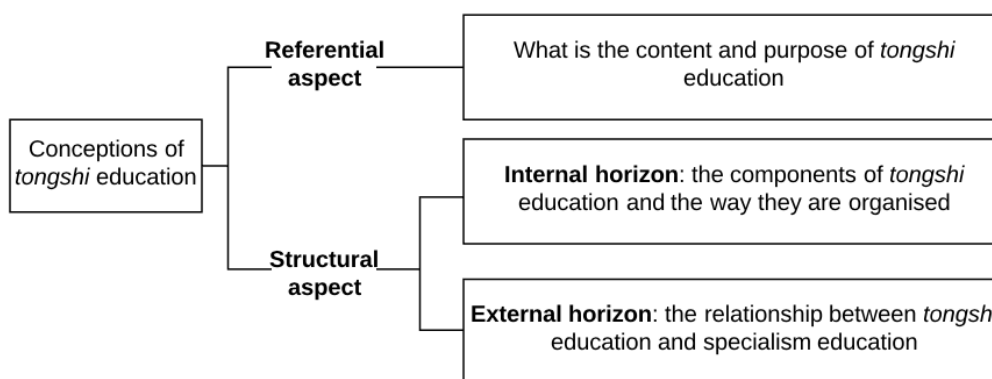 Conceptions of
tongshi education
Referential
aspect
What is the content and purpose of tongshi
education
Structural
aspect
Internal horizon: the components of tongshi
education and the way they are organised
External horizon: the relationship between tongsh
education and specialism education